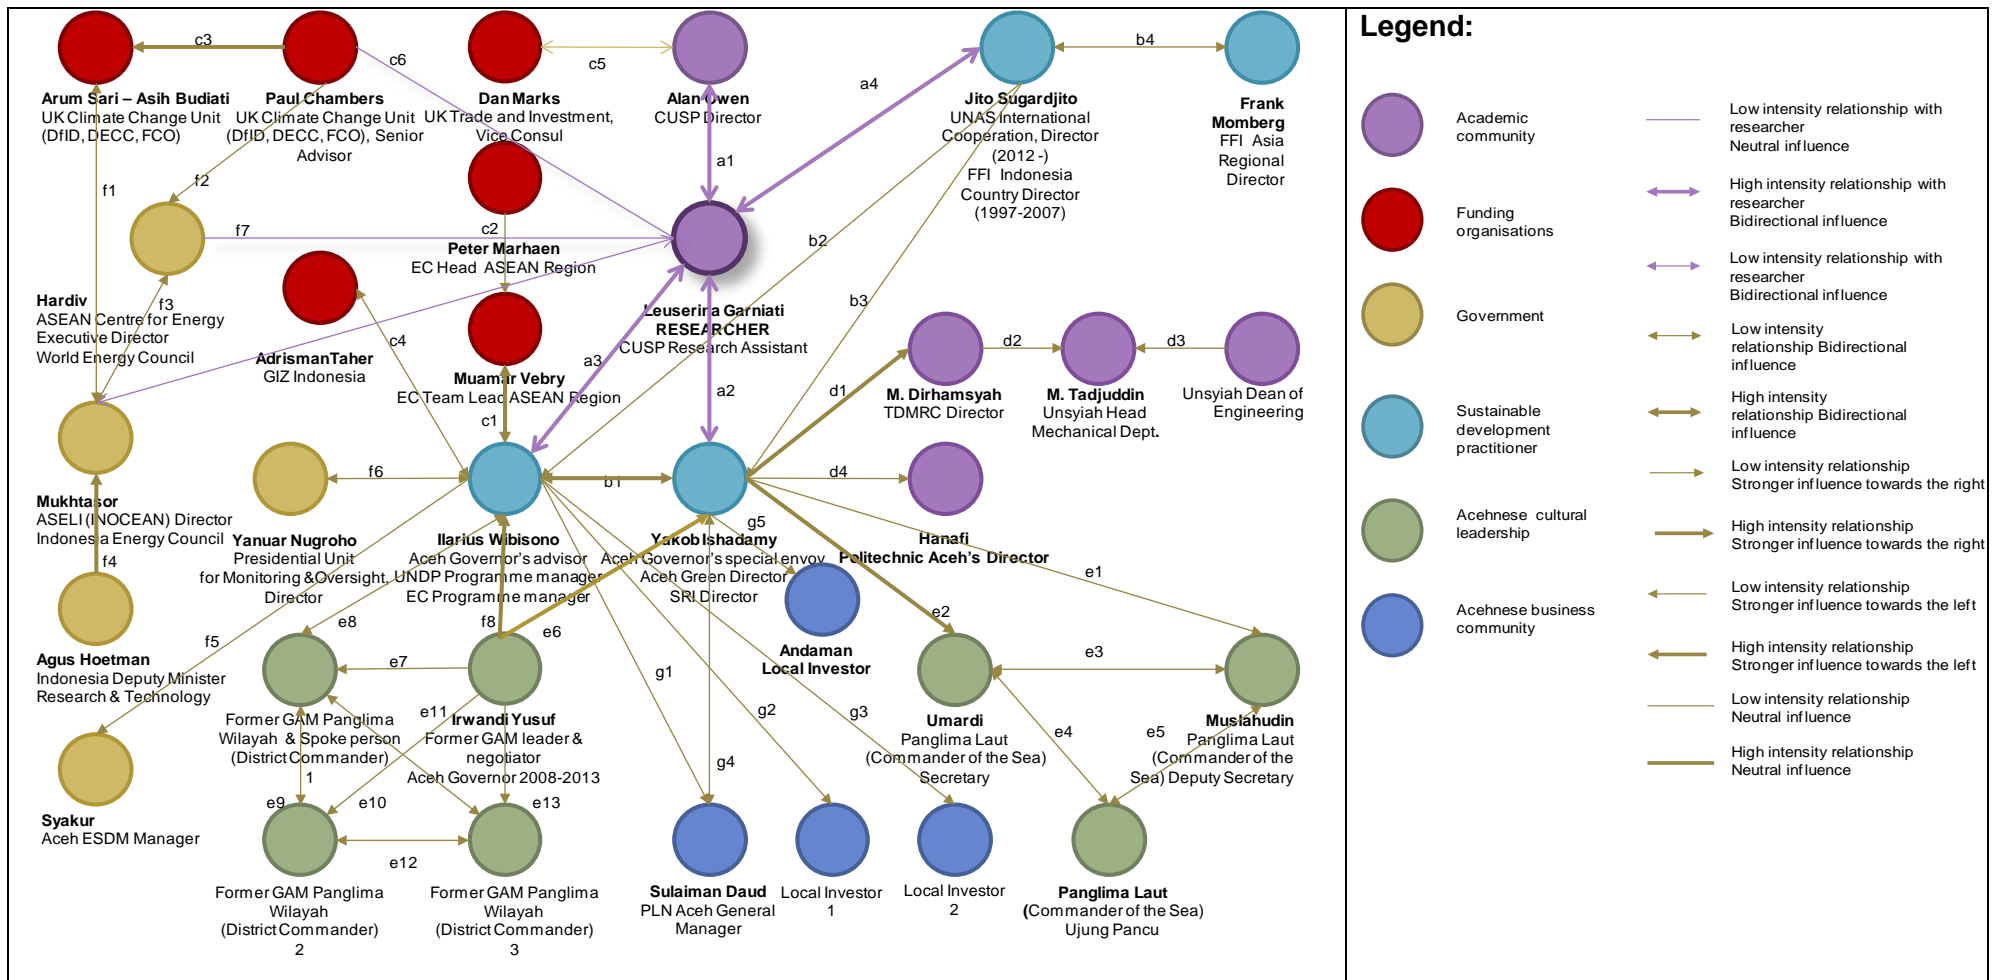 Legend:
c3
c6
c5
a4
b4
Arum Sari – Asih Budiati
UK Climate Change Unit
(DfID, DECC, FCO)
Paul Chambers
UK Climate Change Unit
(DfID, DECC, FCO), Senior
Advisor
Dan Marks
UK Trade and Investment,
Vice Consul
Alan Owen
CUSP Director
Jito Sugardjito
UNAS International
Cooperation, Director
(2012 -)
FFI Indonesia
Country Director
(1997-2007)
Frank
Momberg
FFI Asia
Regional
Director
a1
f1
f2
f7
c2
b2
Peter Marhaen
EC Head ASEAN Region
Hardiv
ASEAN Centre for Energy
Executive Director
World Energy Council
f3
c4
AdrismanTaher
GIZ Indonesia
Leuserina Garniati
RESEARCHER
CUSP Research Assistant
b3
a3
Muamar Vebry
EC Team Lead ASEAN Region
c1
a2
d1
d2
d3
M. Dirhamsyah
TDMRC Director
M. Tadjuddin
Unsyiah Head
Mechanical Dept.
Unsyiah Dean of
Engineering
f6
b1
d4
Mukhtasor
ASELI (INOCEAN) Director
Indonesia Energy Council
Yanuar Nugroho
Presidential Unit
for Monitoring &Oversight,
Director
Ilarius Wibisono
Aceh Governor's advisor
UNDP Programme manager
EC Programme manager
g5
Yakob Ishadamy
Aceh Governor's special envoy
Aceh Green Director
SRI Director
Hanafi
Politechnic Aceh's Director
f4
e1
e2
f5
e8
f8
e6
Agus Hoetman
Indonesia Deputy Minister
Research & Technology
Andaman
Local Investor
e7
g1
e3
Former GAM Panglima
Wilayah & Spoke person
(District Commander)
1
e11
Irwandi Yusuf
Former GAM leader &
negotiator
Aceh Governor 2008-2013
g2
g3
Umardi
Panglima Laut
(Commander of the Sea)
Secretary
e4
e5
Muslahudin
Panglima Laut
(Commander of the
Sea) Deputy Secretary
g4
e9
e10
e13
Syakur
Aceh ESDM Manager
e12
Former GAM Panglima
Wilayah
(District Commander)
2
Former GAM Panglima
Wilayah
(District Commander)
3
Sulaiman Daud
PLN Aceh General
Manager
Local Investor
1
Local Investor
2
Panglima Laut
(Commander of the Sea)
Ujung Pancu
Academic
community
Funding
organisations
Government
Sustainable
development
practitioner
Acehnese cultural
leadership
Acehnese business
community
Low intensity relationship with
researcher
Neutral influence
High intensity relationship with
researcher
Bidirectional influence
Low intensity relationship with
researcher
Bidirectional influence
Low intensity
relationship Bidirectional
influence
High intensity
relationship Bidirectional
influence
Low intensity relationship
Stronger influence towards the right
High intensity relationship
Stronger influence towards the right
Low intensity relationship
Stronger influence towards the left
High intensity relationship
Stronger influence towards the left
Low intensity relationship
Neutral influence
High intensity relationship
Neutral influence